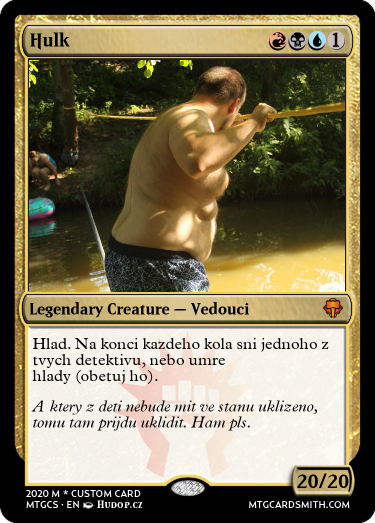 Hulk
1
Legendary Creature — Vedouci
Hlad. Na konci kazdeho kola sni jednoho z
tvych detektivu, nebo umre
hlady (obetuj ho).
A ktery z deti nebude mit ve stanu uklizeno,
tomu tam prijdu uklidit. Ham pls.
20/20
2020 M * CUSTOM CARD
MTGCS · EN HUDOP.CZ
MTGCARDSMITH.COM